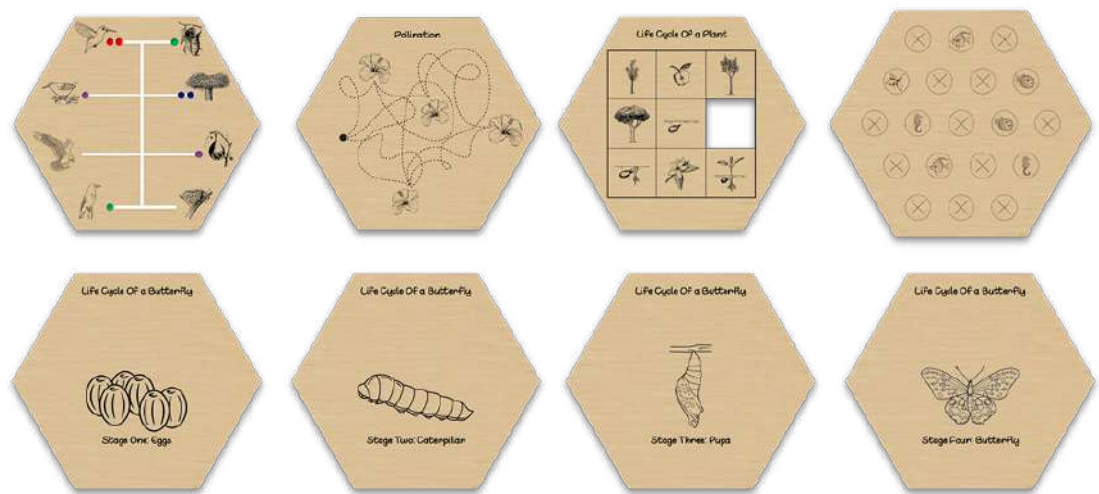 Pollination
Life Cycle Of a Plant
Life Cycle Of a Butterfly
Stage One: Eggs
Life Cycle Of a Butterfly
Stage Two: Caterpillar
Life Cycle Of a Butterfly
Stage Three: Pupa
Life Cycle Of a Butterfly
Stage Four: Butterfly